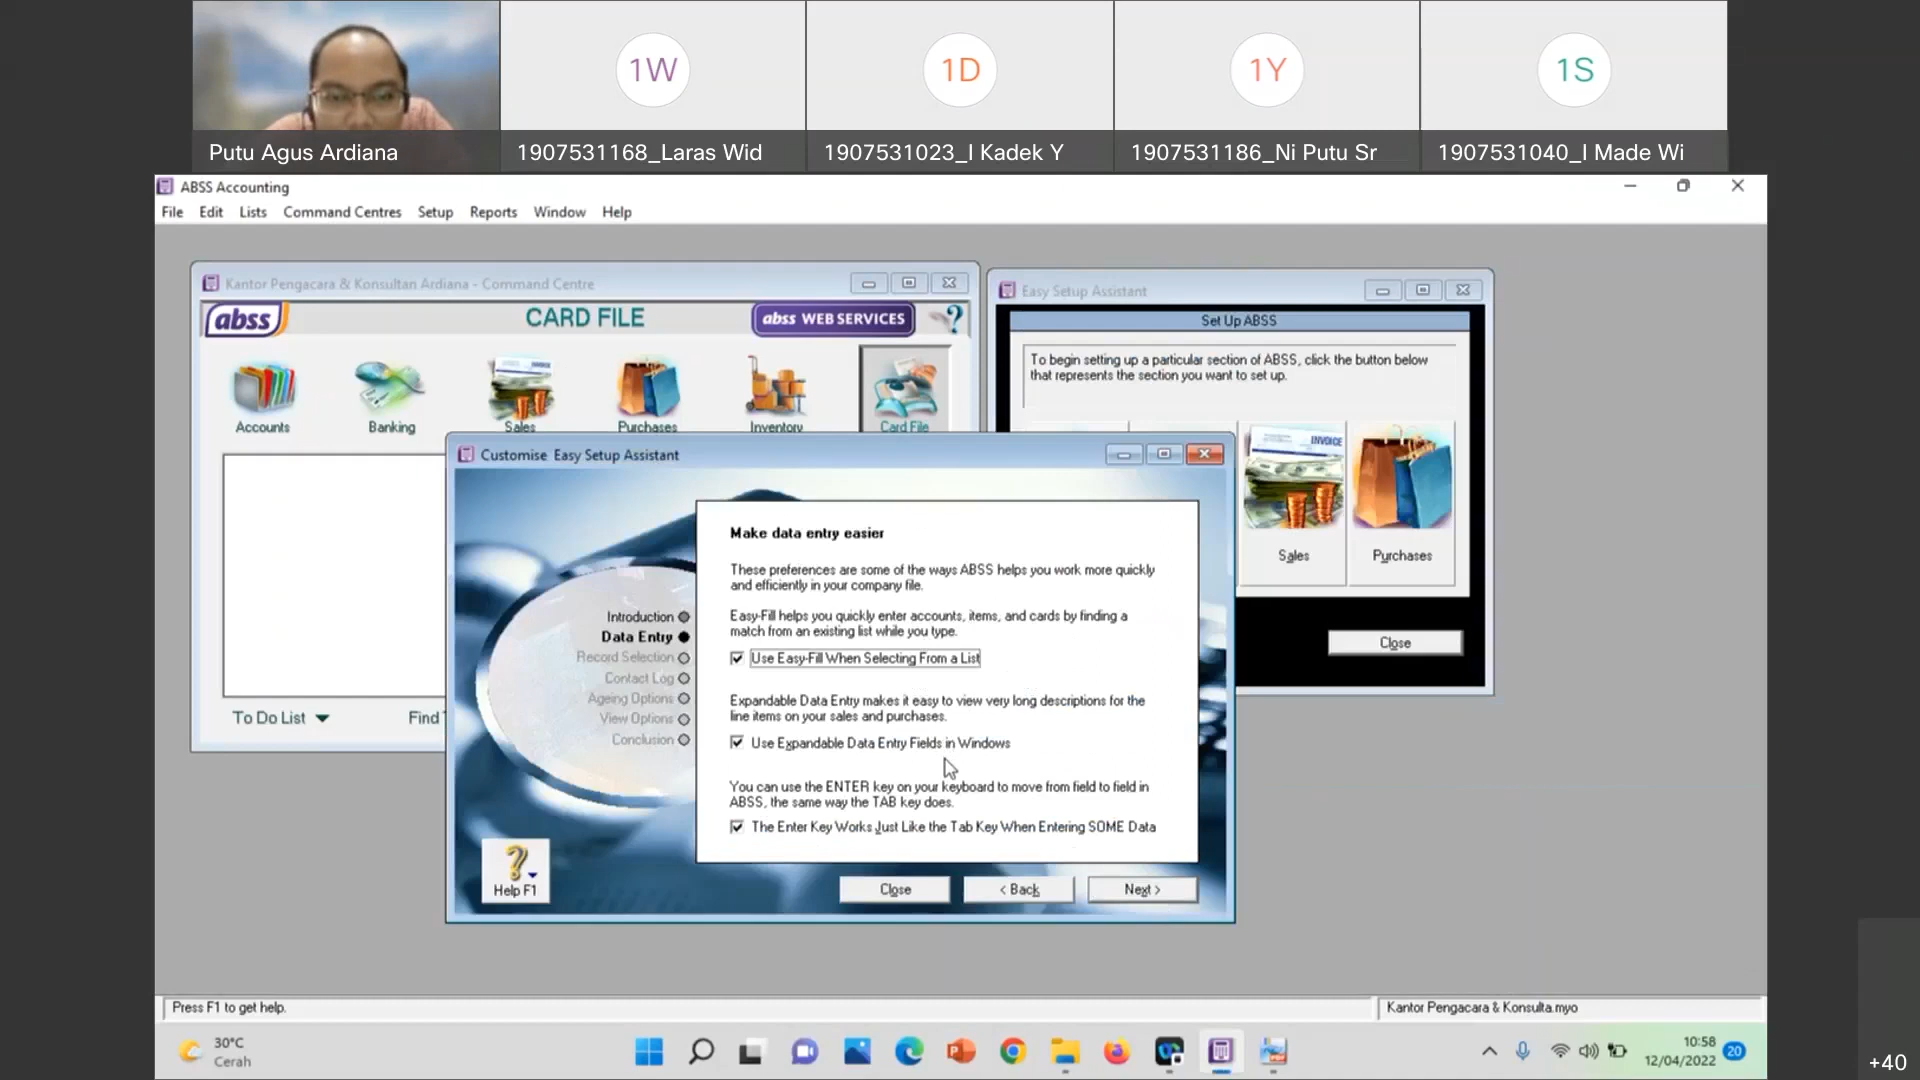 1W
1D
1Y
1S
Putu Agus Ardiana
1907531168_Laras Wid
1907531023_I Kadek Y
1907531186_Ni Putu Sr
1907531040_I Made Wi
ABSS Accounting
File Edit Lists Command Centres Setup Reports Window Help
Kantor Pengacara & Konsultan Ardiana - Command Centre
abss
CARD FILE
abss WEB SERVICES
?
Accounts
Banking
Sales
Purchases
Inventory
Card File
To Do List
Find
Easy Setup Assistant
Set Up ABSS
To begin setting up a particular section of ABSS, click the button below
that represents the section you want to set up.
INVOICE
Sales
Purchases
Close
Customise Easy Setup Assistant
Introduction
Data Entry
Record Selection
Contact Log
Ageing Options
View Options
Conclusion
Make data entry easier
These preferences are some of the ways ABSS helps you work more quickly
and efficiently in your company file.
Easy-Fill helps you quickly enter accounts, items, and cards by finding a
match from an existing list while you type.
Use Easy-Fill When Selecting From a List
Expandable Data Entry makes it easy to view very long descriptions for the
line items on your sales and purchases.
Use Expandable Data Entry Fields in Windows
You can use the ENTER key on your keyboard to move from field to field in
ABSS, the same way the TAB key does.
The Enter Key Works Just Like the Tab Key When Entering SOME Data
?
Help F1
Close
< Back
Next >
Press F1 to get help.
Kantor Pengacara & Konsulta.myo
30°C
Cerah
10:58
12/04/2022
20
+40